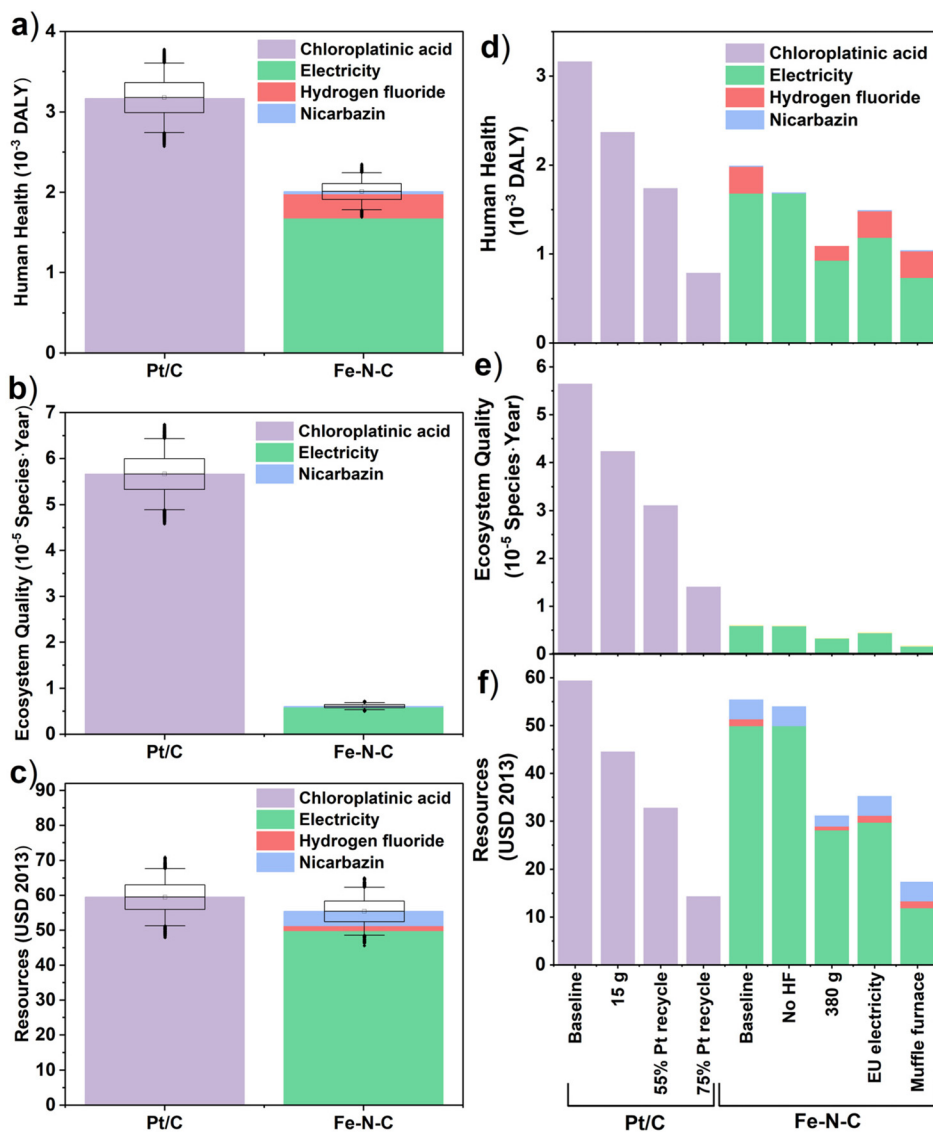 a)
Human Health (10⁻³ DALY)
4
3
2
1
0
Chloroplatinic acid
Electricity
Hydrogen fluoride
Nicarbazin
Pt/C
Fe-N-C
b)
Ecosystem Quality (10⁻⁵ Species·Year)
7
6
5
4
3
2
1
0
Chloroplatinic acid
Electricity
Nicarbazin
Pt/C
Fe-N-C
c)
Resources (USD 2013)
90
80
70
60
50
40
30
20
10
0
Chloroplatinic acid
Electricity
Hydrogen fluoride
Nicarbazin
Pt/C
Fe-N-C
d)
Human Health
(10⁻³ DALY)
3
2
1
0
Chloroplatinic acid
Electricity
Hydrogen fluoride
Nicarbazin
e)
Ecosystem Quality
(10⁻⁵ Species·Year)
6
5
4
3
2
1
0
f)
Resources
(USD 2013)
60
50
40
30
20
10
0
Baseline
15 g
55% Pt recycle
75% Pt recycle
Baseline
No HF
380 g
EU electricity
Muffle furnace
Pt/C
Fe-N-C